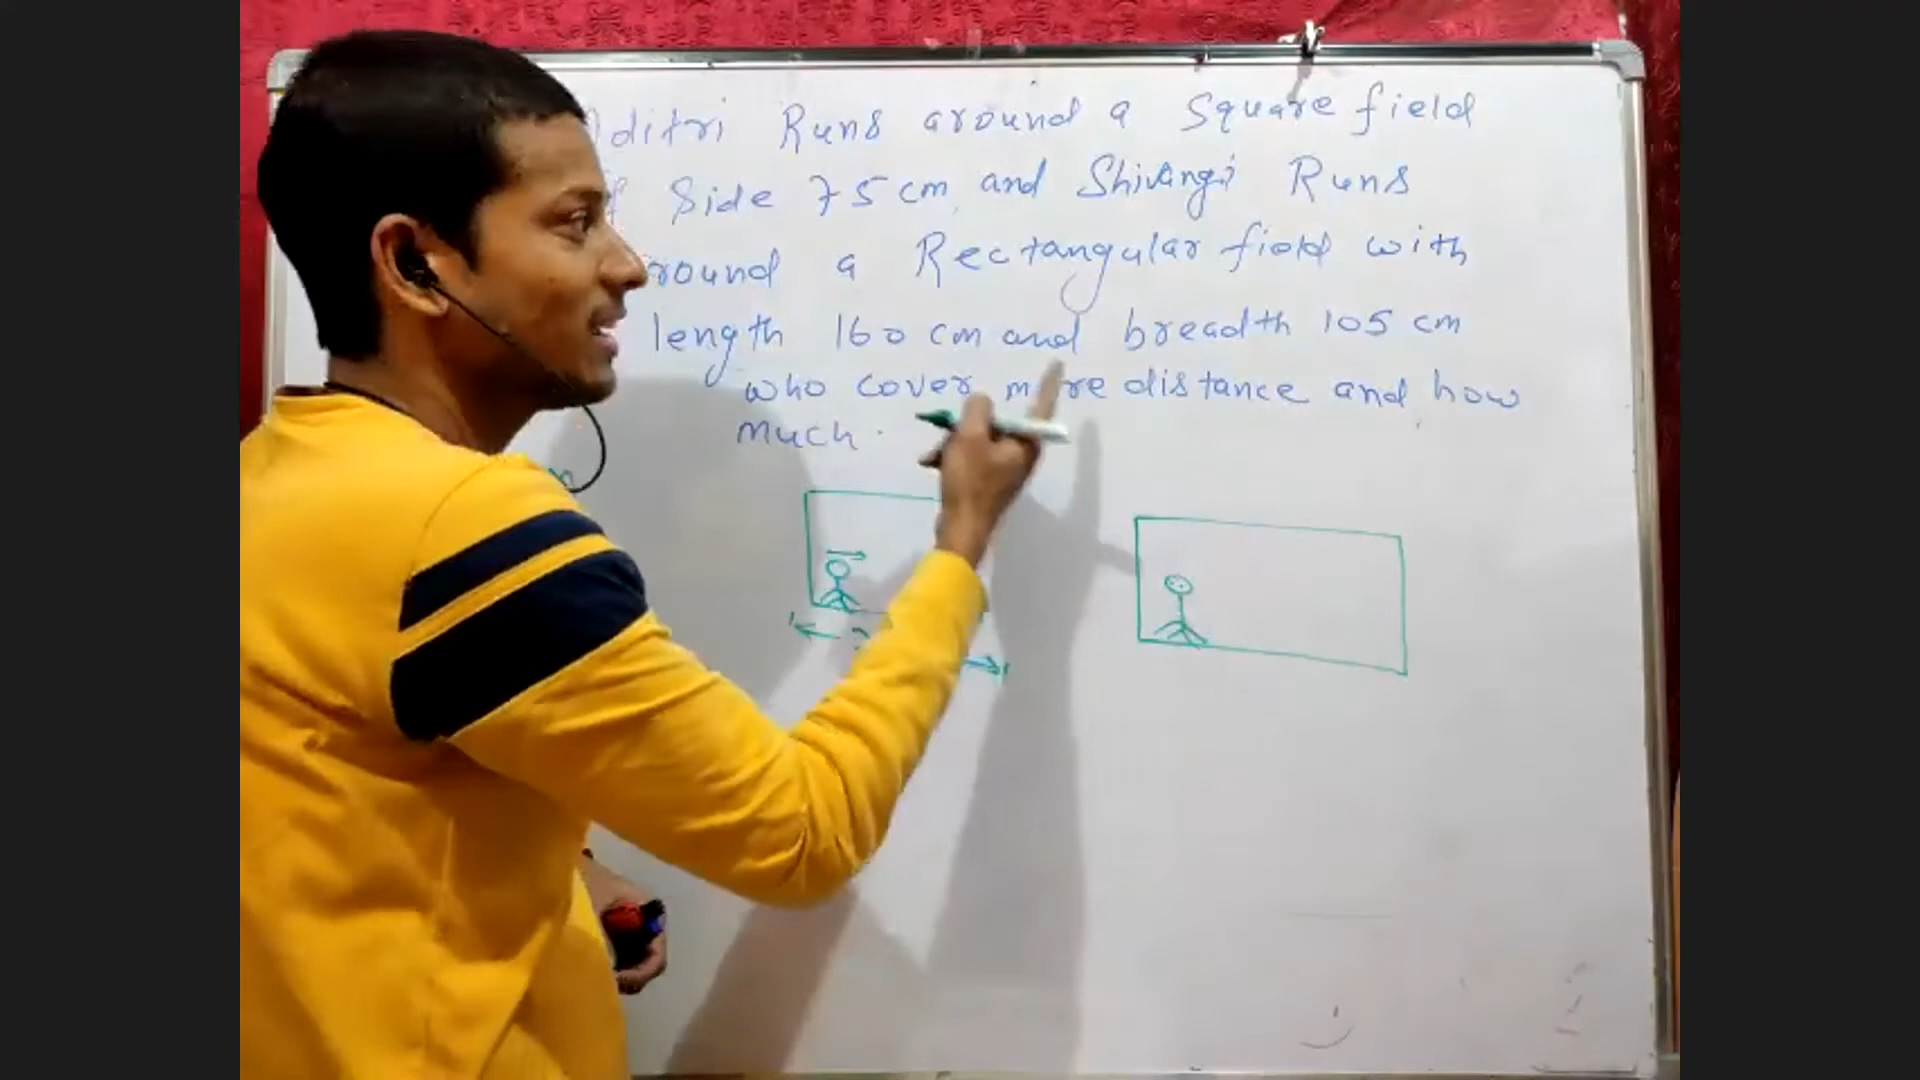 ditri Runs around a Square field
f Side 75 cm, and Shivangi Runs
round a Rectangular field with
length 160 cm and breadth 105 cm
who cover more distance and how
much.